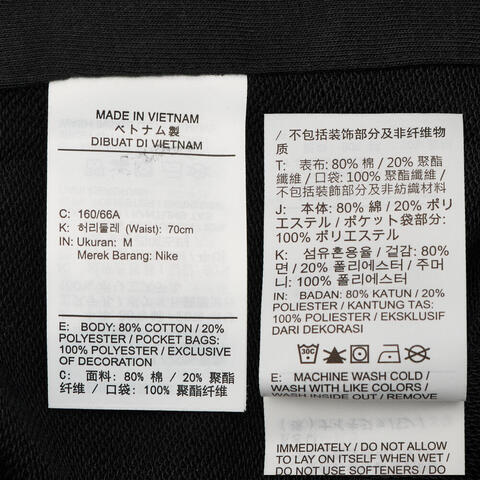 MADE IN VIETNAM
ベトナム製
DIBUAT DI VIETNAM
C: 160/66A
K: 허리둘레 (Waist): 70cm
IN: Ukuran: M
Merek Barang: Nike
E: BODY: 80% COTTON / 20%
POLYESTER / POCKET BAGS:
100% POLYESTER / EXCLUSIVE
OF DECORATION
C: 面料: 80% 棉 / 20% 聚酯
纤维 / 口袋: 100% 聚酯纤维
/ 不包括装饰部分及非纤维物
质
T: 表布: 80% 棉 / 20% 聚酯
纖維 / 口袋: 100% 聚酯纖維 /
不包括裝飾部分及非紡織材料
J: 本体: 80% 綿 / 20% ポリ
エステル / ポケット袋部分:
100% ポリエステル
K: 섬유혼용율 / 겉감: 80%
면 / 20% 폴리에스터 / 주머
니: 100% 폴리에스터
IN: BADAN: 80% KATUN / 20%
POLIESTER / KANTUNG TAS:
100% POLIESTER / EKSKLUSIF
DARI DEKORASI
30C
E: MACHINE WASH COLD /
WASH WITH LIKE COLORS /
WASH INSIDE-OUT / REMOVE
IMMEDIATELY / DO NOT ALLOW
TO LAY ON ITSELF WHEN WET /
DO NOT USE SOFTENERS / DO